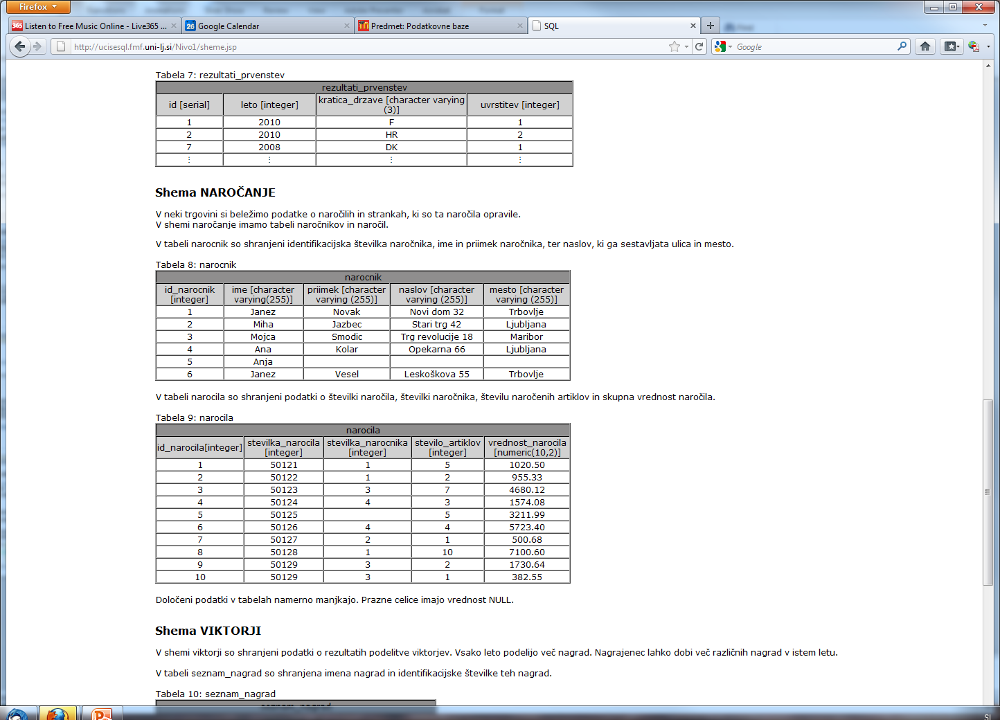 Firefox
Listen to Free Music Online - Live365 ...
Google Calendar
Predmet: Podatkovne baze
SQL
http://ucisesql.fmf.uni-lj.si/Nivo1/sheme.jsp
Google
Tabela 7: rezultati_prvenstev
rezultati_prvenstev
id [serial] leto [integer] kratica_drzave [character varying (3)] uvrstitev [integer]
1 2010 F 1
2 2010 HR 2
7 2008 DK 1
⋮ ⋮ ⋮ ⋮
Shema NAROČANJE
V neki trgovini si beležimo podatke o naročilih in strankah, ki so ta naročila opravile.
V shemi naročanje imamo tabeli naročnikov in naročil.
V tabeli narocnik so shranjeni identifikacijska številka naročnika, ime in priimek naročnika, ter naslov, ki ga sestavljata ulica in mesto.
Tabela 8: narocnik
narocnik
id_narocnik [integer] ime [character varying(255)] priimek [character varying (255)] naslov [character varying (255)] mesto [character varying (255)]
1 Janez Novak Novi dom 32 Trbovlje
2 Miha Jazbec Stari trg 42 Ljubljana
3 Mojca Smodic Trg revolucije 18 Maribor
4 Ana Kolar Opekarna 66 Ljubljana
5 Anja
6 Janez Vesel Leskoškova 55 Trbovlje
V tabeli narocila so shranjeni podatki o številki naročila, številki naročnika, številu naročenih artiklov in skupna vrednost naročila.
Tabela 9: narocila
narocila
id_narocila[integer] stevilka_narocila [integer] stevilka_narocnika [integer] stevilo_artiklov [integer] vrednost_narocila [numeric(10,2)]
1 50121 1 5 1020.50
2 50122 1 2 955.33
3 50123 3 7 4680.12
4 50124 4 3 1574.08
5 50125 5 3211.99
6 50126 4 4 5723.40
7 50127 2 1 500.68
8 50128 1 10 7100.60
9 50129 3 2 1730.64
10 50129 3 1 382.55
Določeni podatki v tabelah namerno manjkajo. Prazne celice imajo vrednost NULL.
Shema VIKTORJI
V shemi viktorji so shranjeni podatki o rezultatih podelitve viktorjev. Vsako leto podelijo več nagrad. Nagrajenec lahko dobi več različnih nagrad v istem letu.
V tabeli seznam_nagrad so shranjena imena nagrad in identifikacijske številke teh nagrad.
Tabela 10: seznam_nagrad
seznam_nagrad
SL